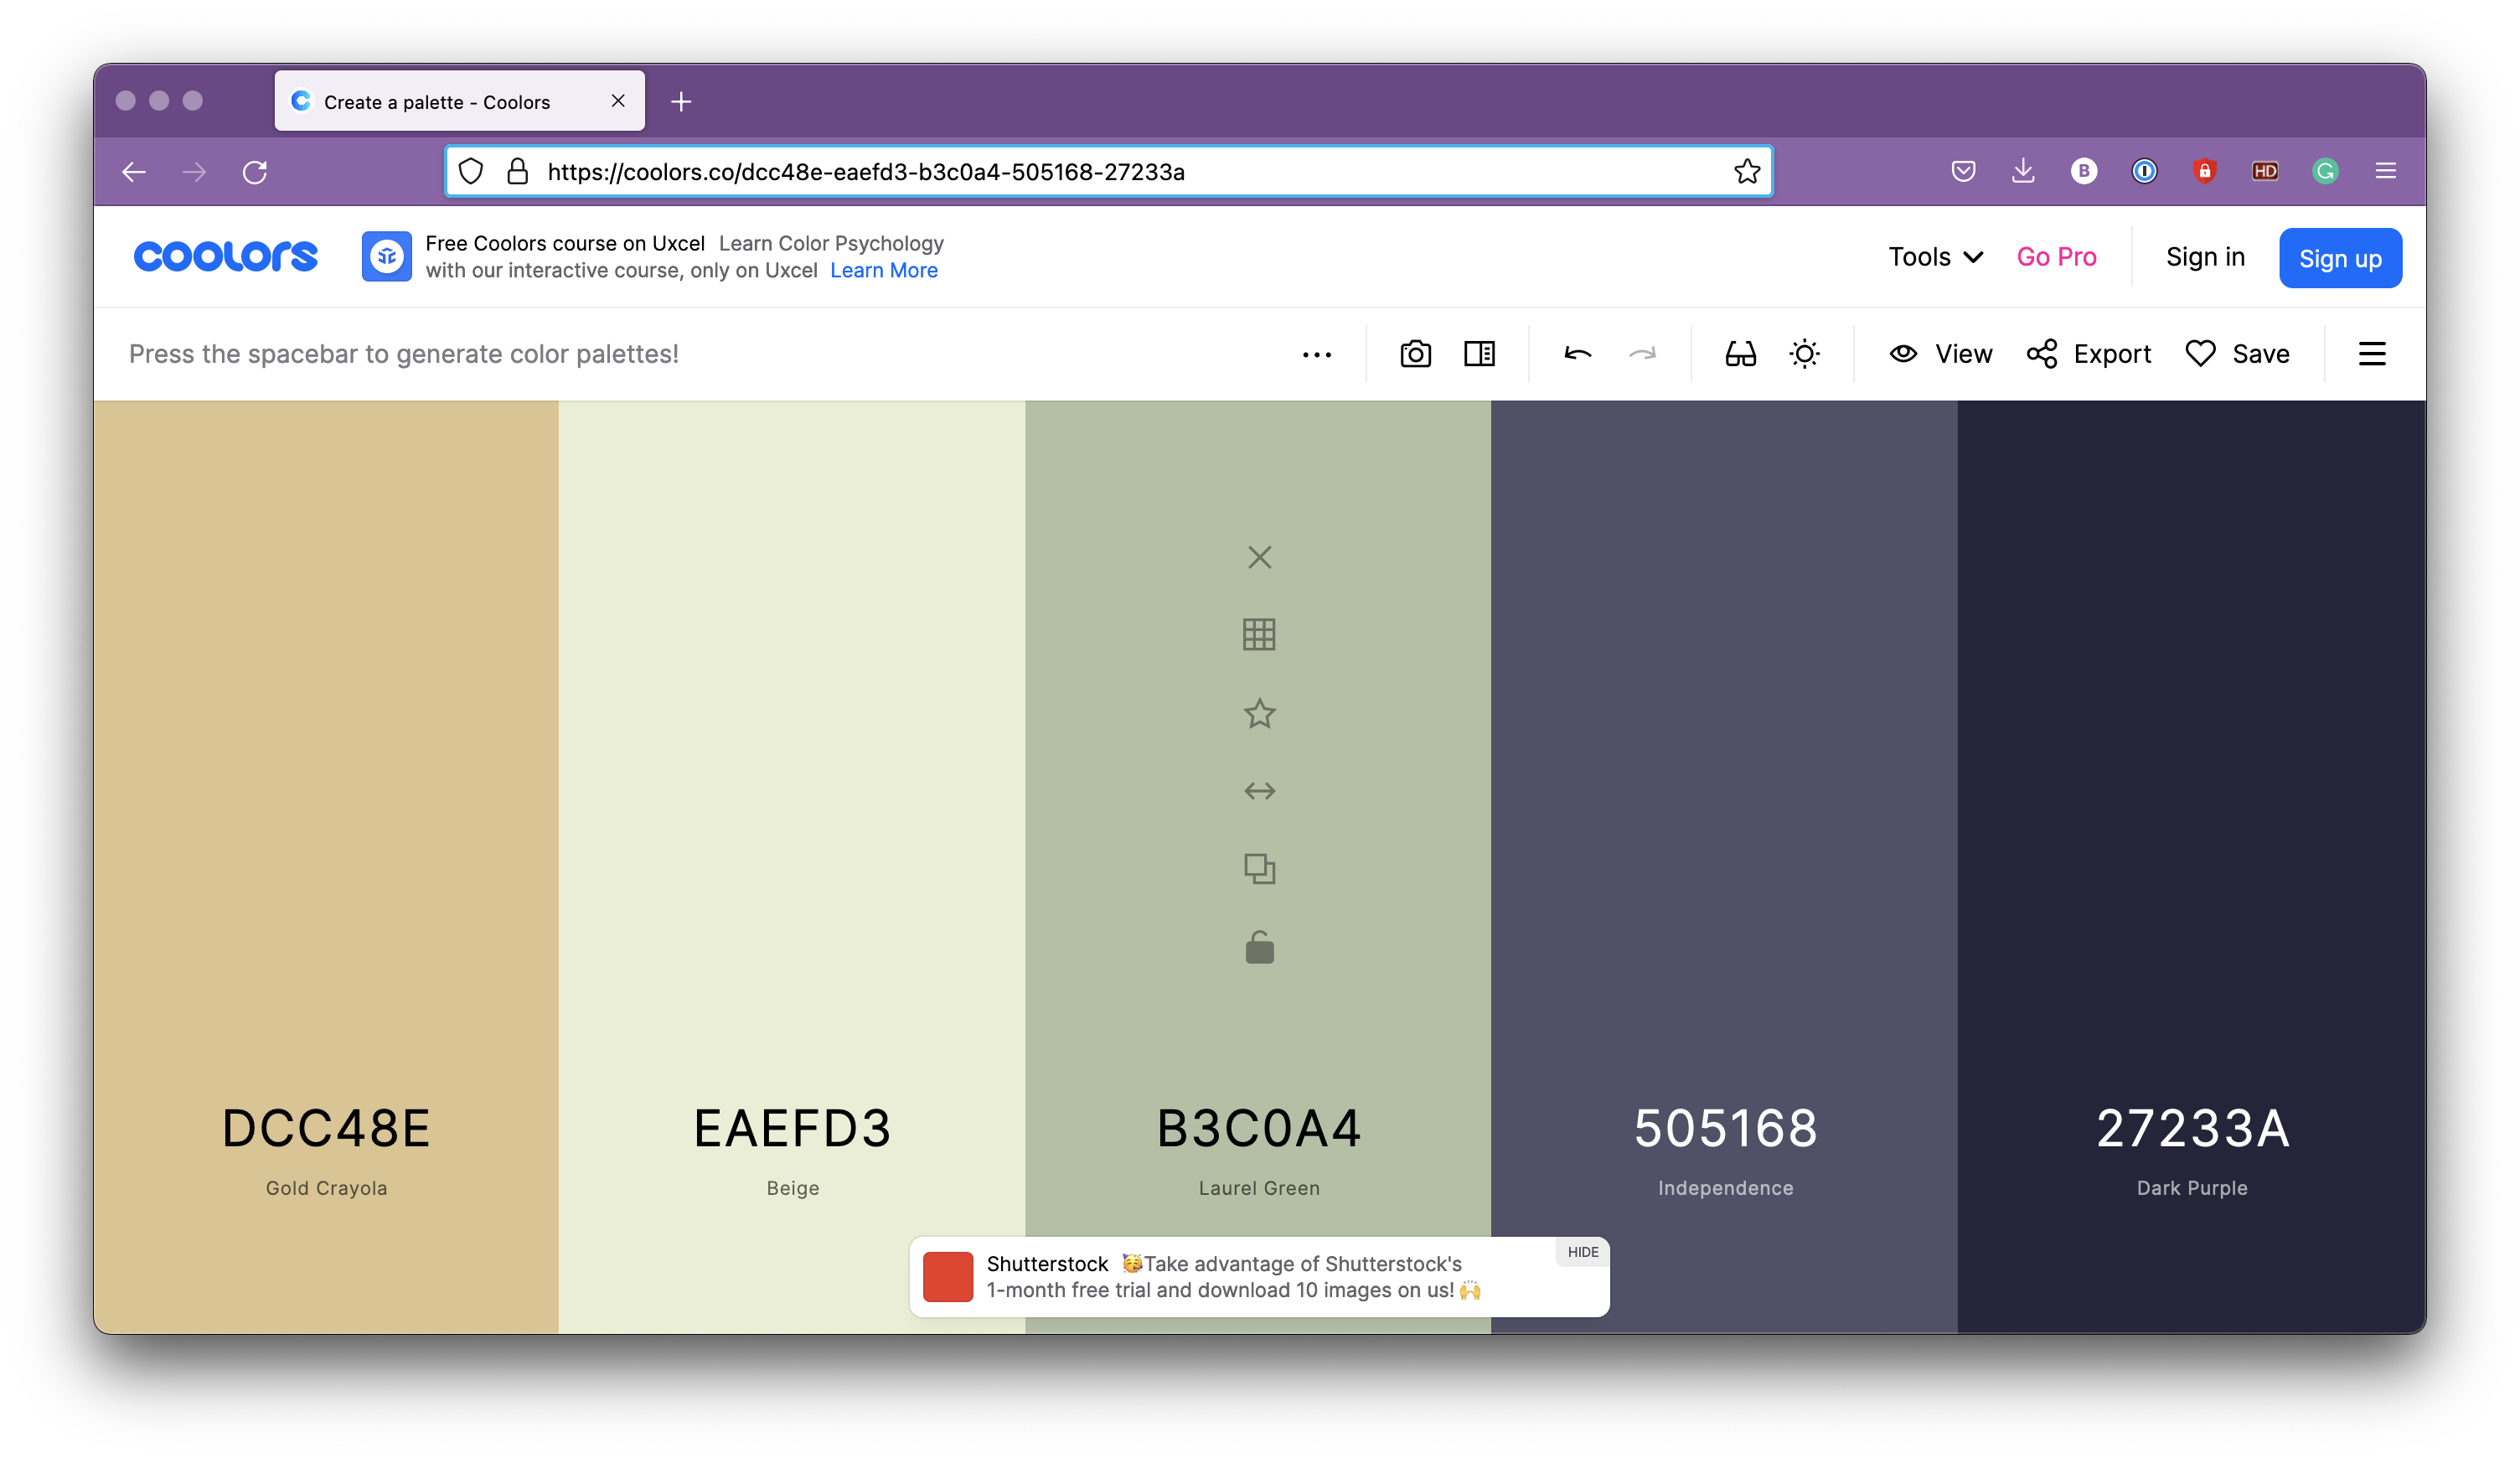 Create a palette - Coolors
https://coolors.co/dcc48e-eaefd3-b3c0a4-505168-27233a
B
HD
coolors
Free Coolors course on Uxcel Learn Color Psychology
with our interactive course, only on Uxcel Learn More
Tools
Go Pro
Sign in
Sign up
Press the spacebar to generate color palettes!
View
Export
Save
DCC48E
Gold Crayola
EAEFD3
Beige
B3C0A4
Laurel Green
505168
Independence
27233A
Dark Purple
Shutterstock 🥳Take advantage of Shutterstock's
1-month free trial and download 10 images on us! 🙌
HIDE